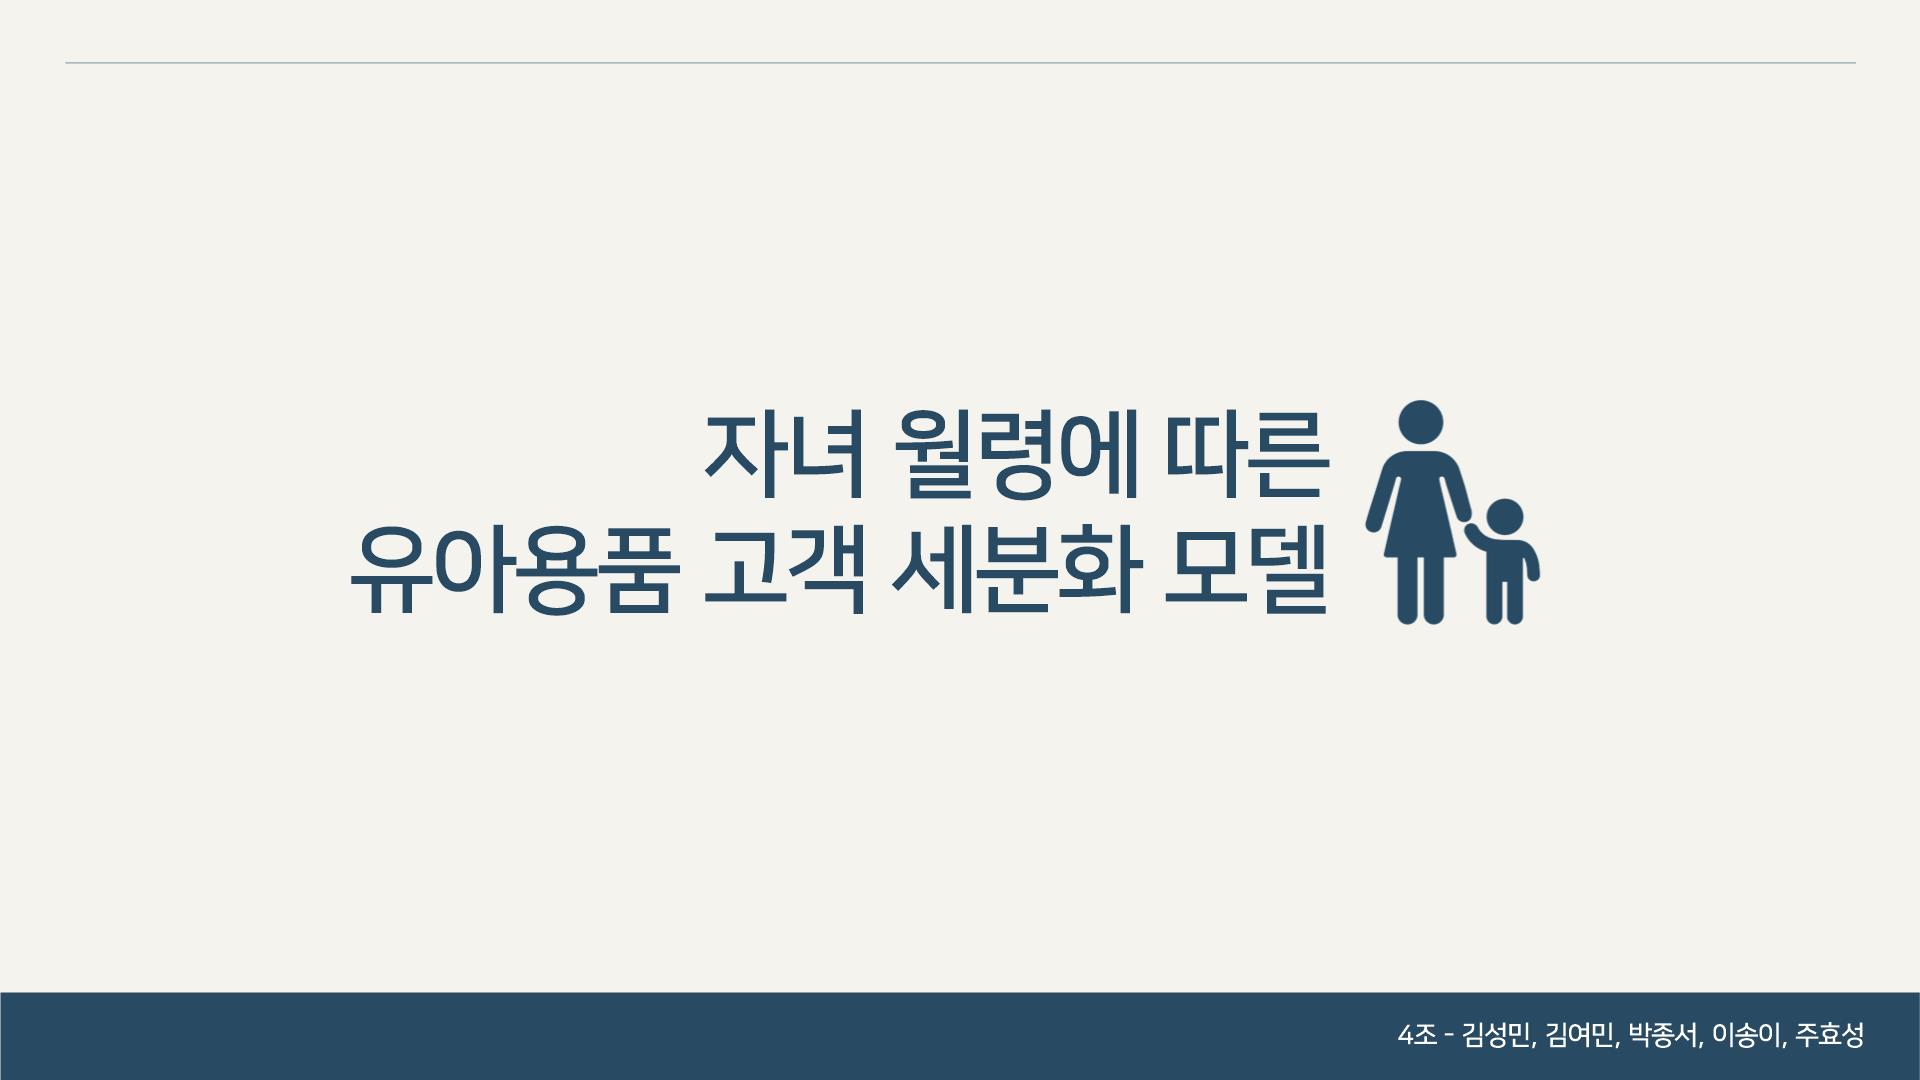 자녀 월령에 따른
유아용품 고객 세분화 모델
4조 - 김성민, 김여민, 박종서, 이송이, 주효성